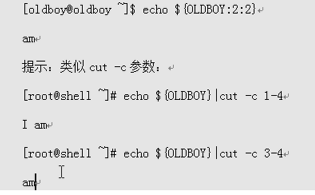 [oldboy@oldboy ~]$ echo ${OLDBOY:2:2}
am
提示：类似 cut -c 参数：
[root@shell ~]# echo ${OLDBOY}|cut -c 1-4
I am
[root@shell ~]# echo ${OLDBOY}|cut -c 3-4
am